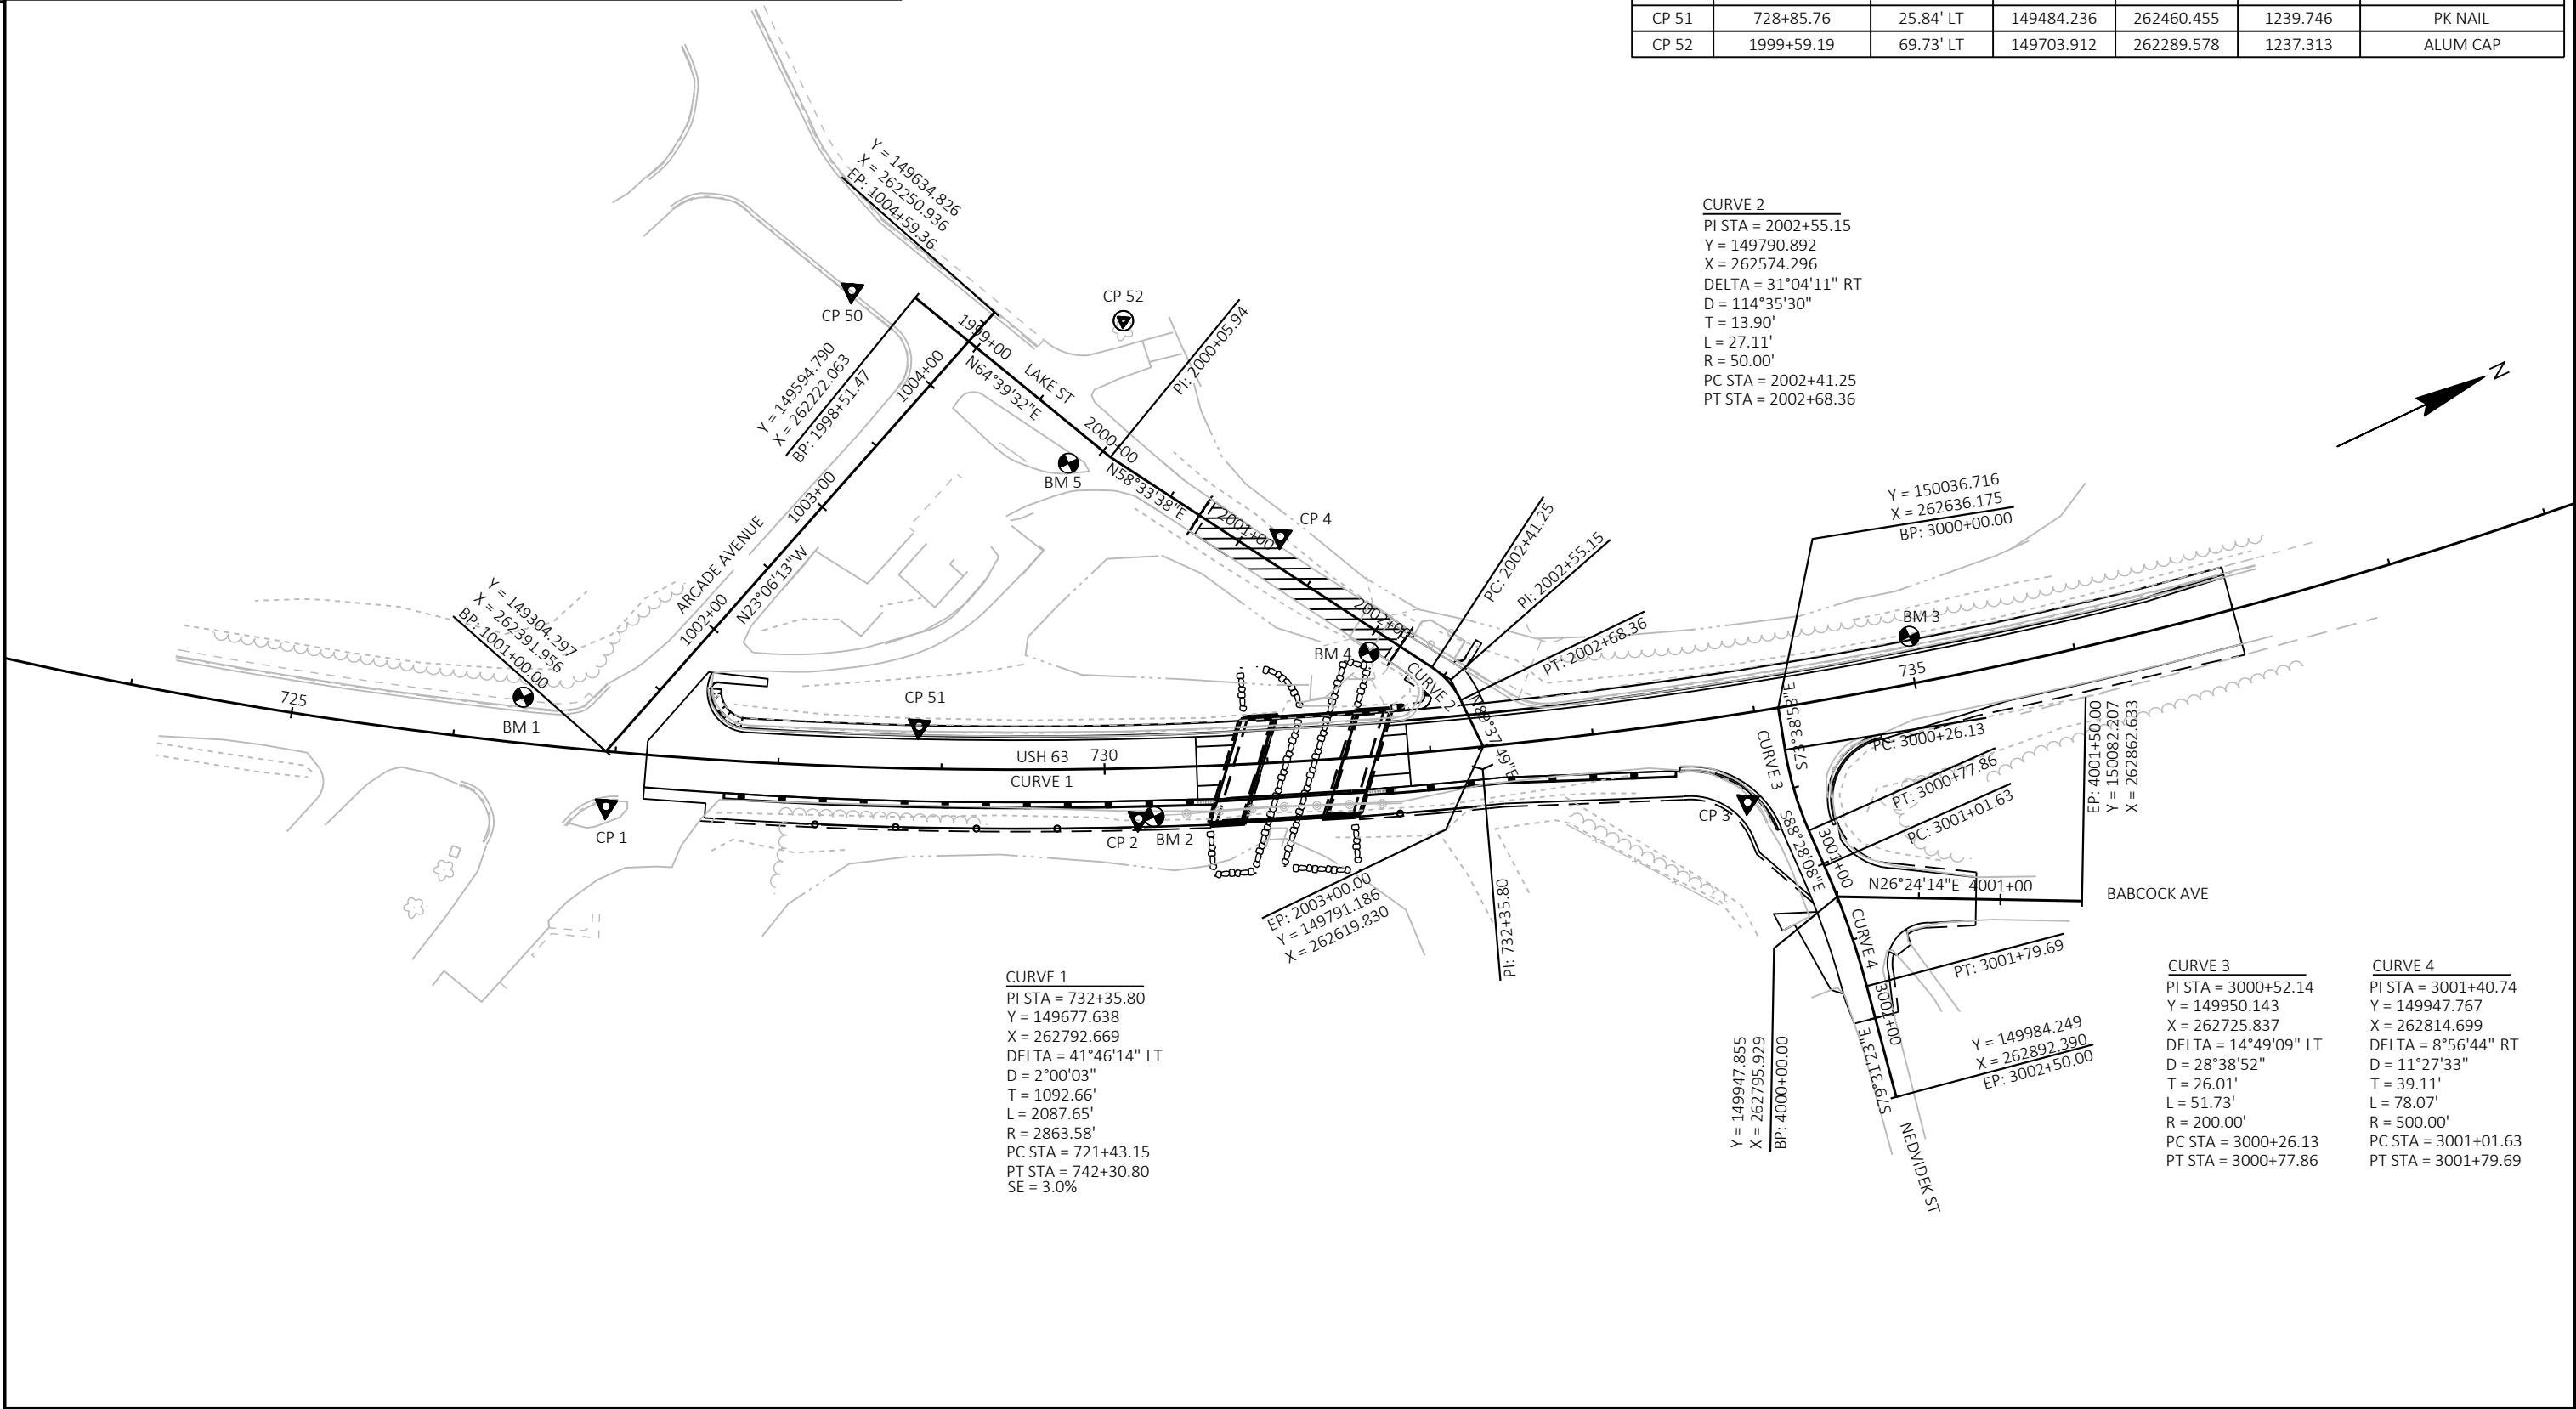 CP 51 728+85.76 25.84' LT 149484.236 262460.455 1239.746 PK NAIL
CP 52 1999+59.19 69.73' LT 149703.912 262289.578 1237.313 ALUM CAP
Y = 149634.826
X = 262250.936
EP: 1004+59.36
CP 50
CP 52
Y = 149594.790
X = 262222.063
BP: 1998+51.47
1999+00
LAKE ST
N64°39'32"E
1004+00
2000+00
PI: 2000+05.94
BM 5
N58°33'38"E
1003+00
ARCADE AVENUE
N23°06'13"W
1002+00
2001+00
CP 4
2002+00
PC: 2002+41.25
PI: 2002+55.15
PT: 2002+68.36
BM 4
CURVE 2
N89°37'49"E
CURVE 2
PI STA = 2002+55.15
Y = 149790.892
X = 262574.296
DELTA = 31°04'11" RT
D = 114°35'30"
T = 13.90'
L = 27.11'
R = 50.00'
PC STA = 2002+41.25
PT STA = 2002+68.36
N
Y = 150036.716
X = 262636.175
BP: 3000+00.00
BM 3
735
Y = 149304.297
X = 262391.956
BP: 1001+00.00
725
BM 1
CP 51
USH 63
730
CURVE 1
CP 1
CP 2
BM 2
EP: 2003+00.00
Y = 149791.186
X = 262619.830
PI: 732+35.80
CP 3
S73°38'58"E
CURVE 3
PC: 3000+26.13
PT: 3000+77.86
PC: 3001+01.63
S88°28'08"E
3001+00
N26°24'14"E
4001+00
BABCOCK AVE
EP: 4001+50.00
Y = 150082.207
X = 262862.633
CURVE 4
PT: 3001+79.69
3002+00
Y = 149984.249
X = 262892.390
EP: 3002+50.00
S79°31'23"E
NEDVIDEK ST
Y = 149947.855
X = 262795.929
BP: 4000+00.00
CURVE 1
PI STA = 732+35.80
Y = 149677.638
X = 262792.669
DELTA = 41°46'14" LT
D = 2°00'03"
T = 1092.66'
L = 2087.65'
R = 2863.58'
PC STA = 721+43.15
PT STA = 742+30.80
SE = 3.0%
CURVE 3
PI STA = 3000+52.14
Y = 149950.143
X = 262725.837
DELTA = 14°49'09" LT
D = 28°38'52"
T = 26.01'
L = 51.73'
R = 200.00'
PC STA = 3000+26.13
PT STA = 3000+77.86
CURVE 4
PI STA = 3001+40.74
Y = 149947.767
X = 262814.699
DELTA = 8°56'44" RT
D = 11°27'33"
T = 39.11'
L = 78.07'
R = 500.00'
PC STA = 3001+01.63
PT STA = 3001+79.69